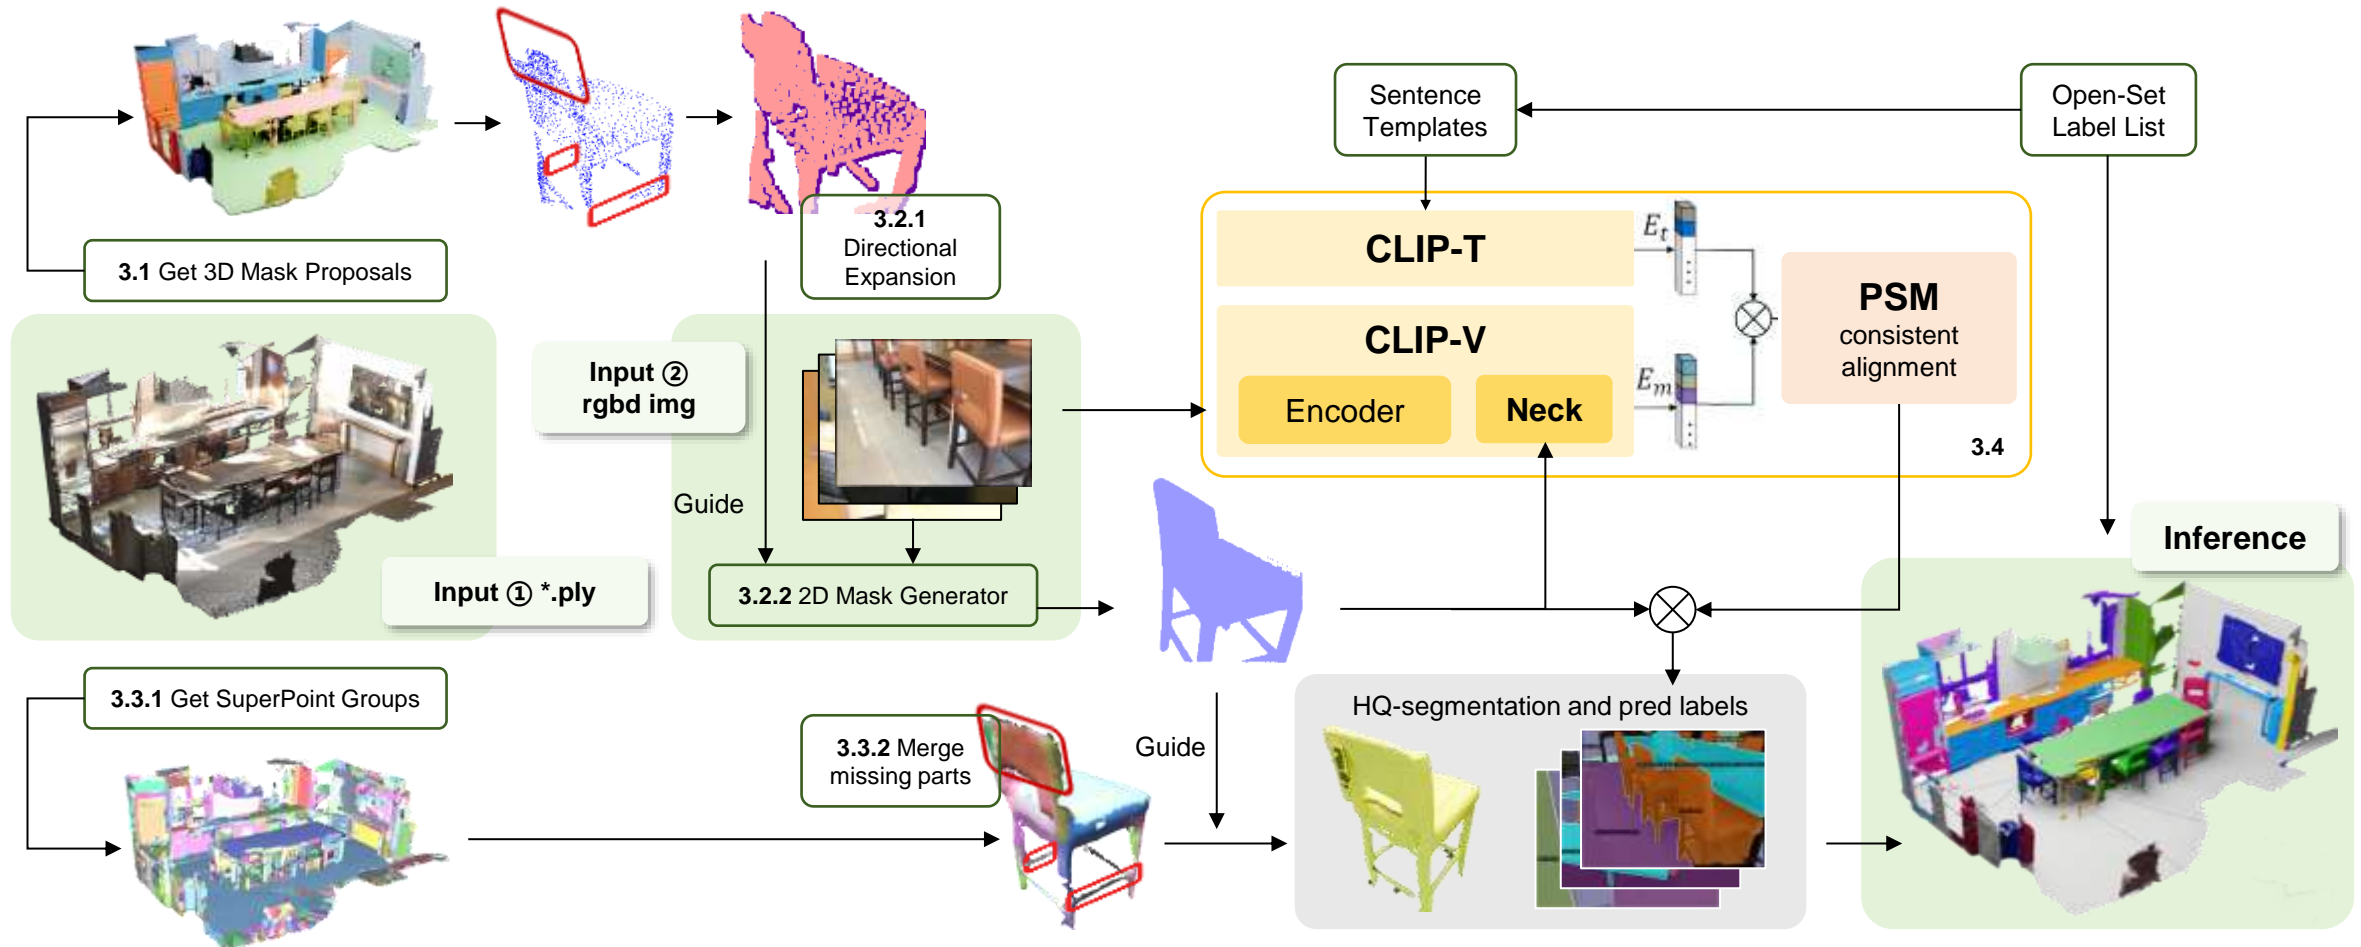 3.1 Get 3D Mask Proposals
3.2.1
Directional
Expansion
Sentence
Templates
Open-Set
Label List
CLIP-T
E_t
CLIP-V
Encoder
Neck
E_m
PSM
consistent
alignment
3.4
Input ②
rgbd img
Guide
Input ① *.ply
3.2.2 2D Mask Generator
Inference
3.3.1 Get SuperPoint Groups
3.3.2 Merge
missing parts
Guide
HQ-segmentation and pred labels